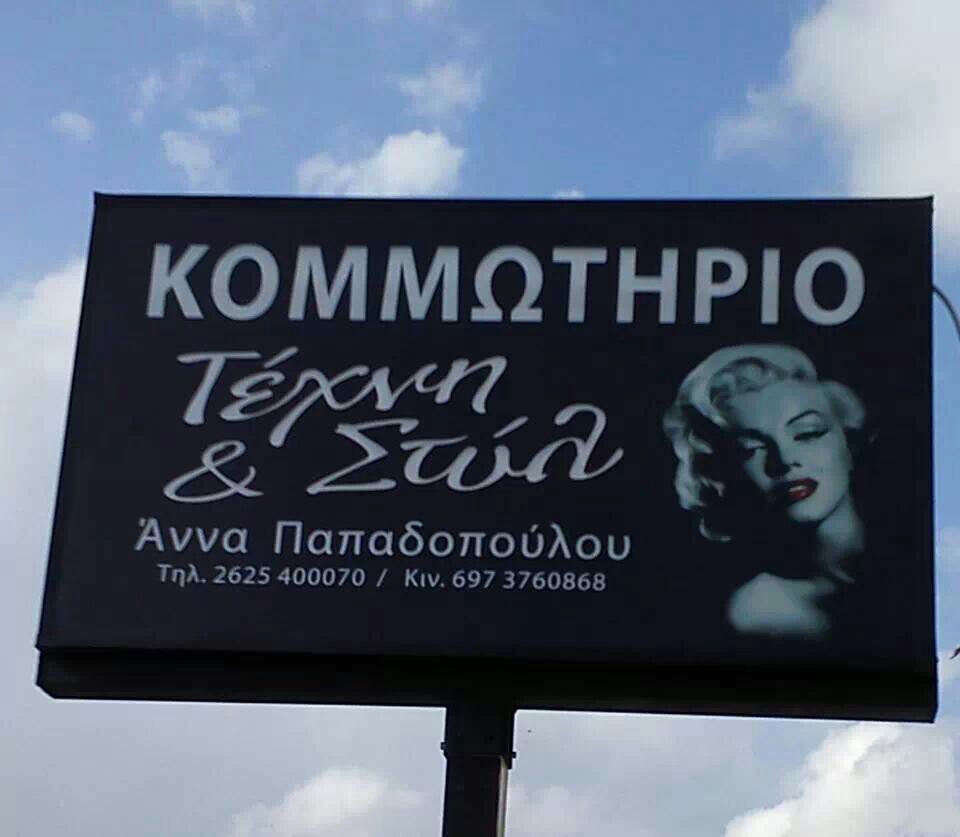 ΚΟΜΜΩΤΗΡΙΟ
Τέχνη
& Στύλ
Άννα Παπαδοπούλου
Τηλ. 2625 400070 / Κιν. 697 3760868